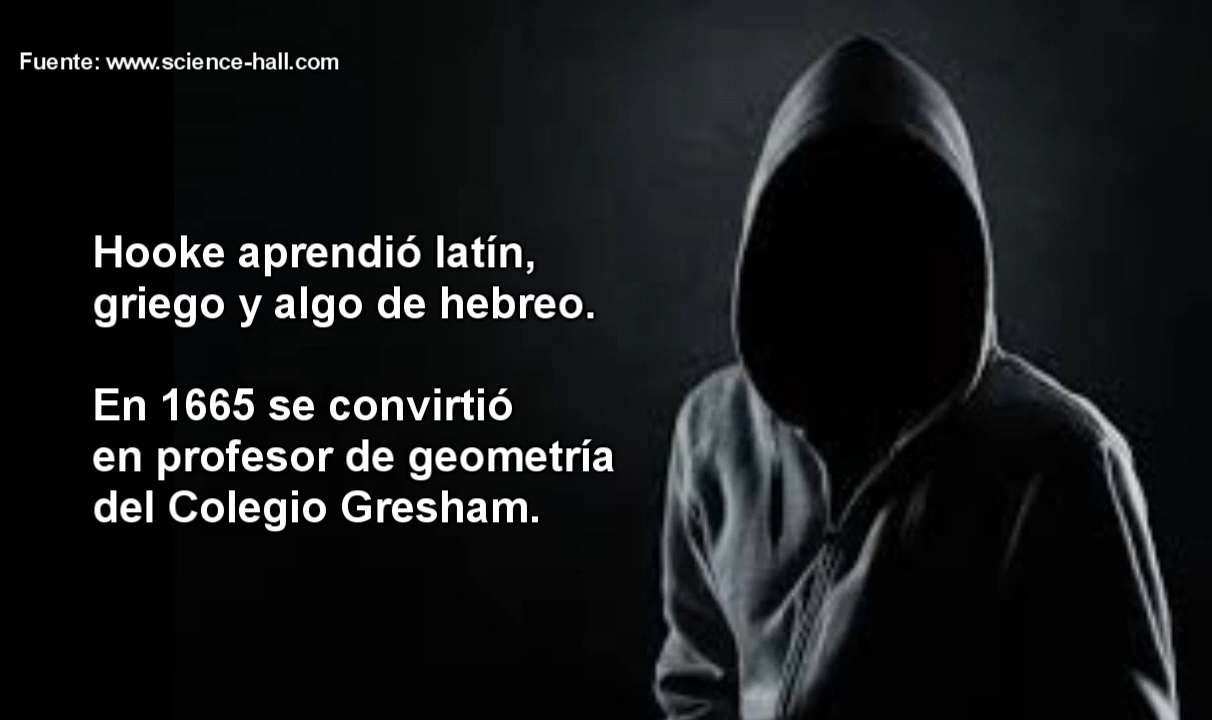 Fuente: www.science-hall.com
Hooke aprendió latín,
griego y algo de hebreo.
En 1665 se convirtió
en profesor de geometría
del Colegio Gresham.